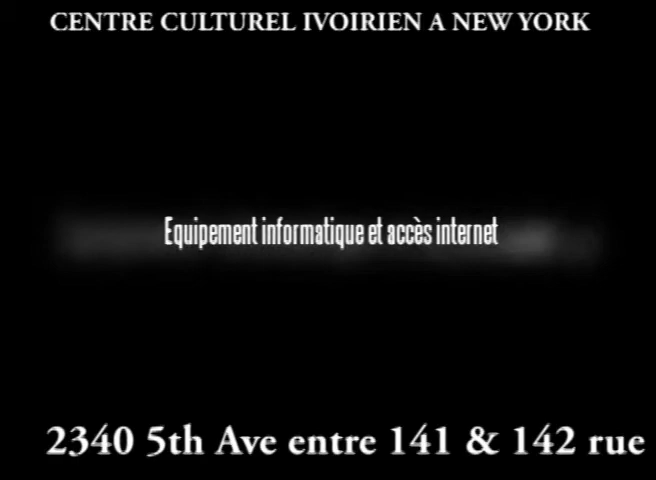 CENTRE CULTUREL IVOIRIEN A NEW YORK
Equipement informatique et accès internet
2340 5th Ave entre 141 & 142 rue